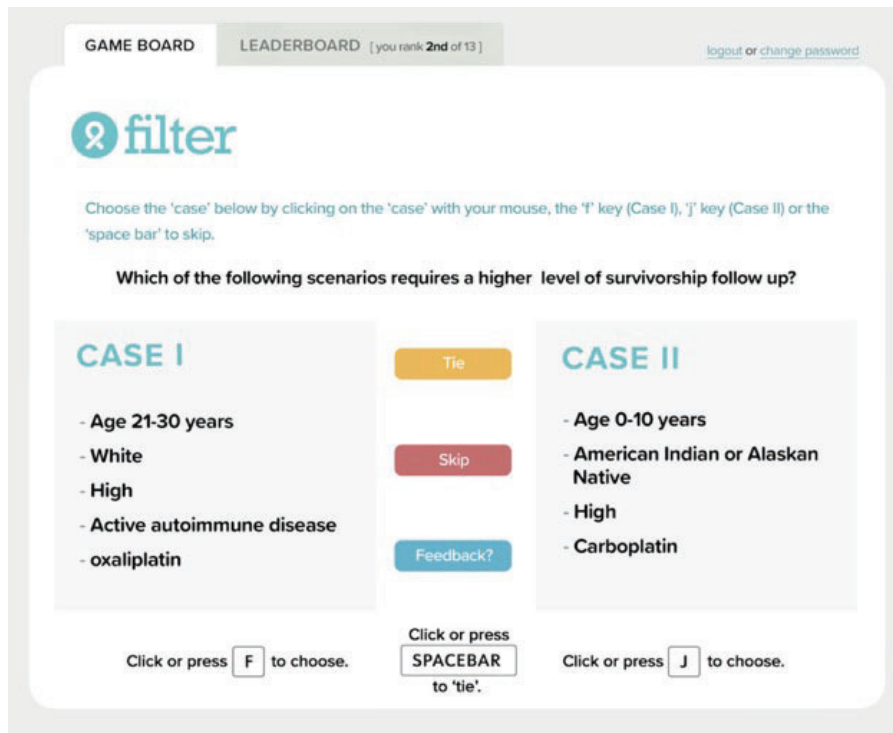 GAME BOARD
LEADERBOARD [ you rank 2nd of 13 ]
logout or change password
filter
Choose the 'case' below by clicking on the 'case' with your mouse, the 'f' key (Case I), 'j' key (Case II) or the
'space bar' to skip.
Which of the following scenarios requires a higher level of survivorship follow up?
CASE I
- Age 21-30 years
- White
- High
- Active autoimmune disease
- oxaliplatin
Tie
Skip
Feedback?
CASE II
- Age 0-10 years
- American Indian or Alaskan
Native
- High
- Carboplatin
Click or press F to choose.
Click or press
SPACEBAR
to 'tie'.
Click or press J to choose.